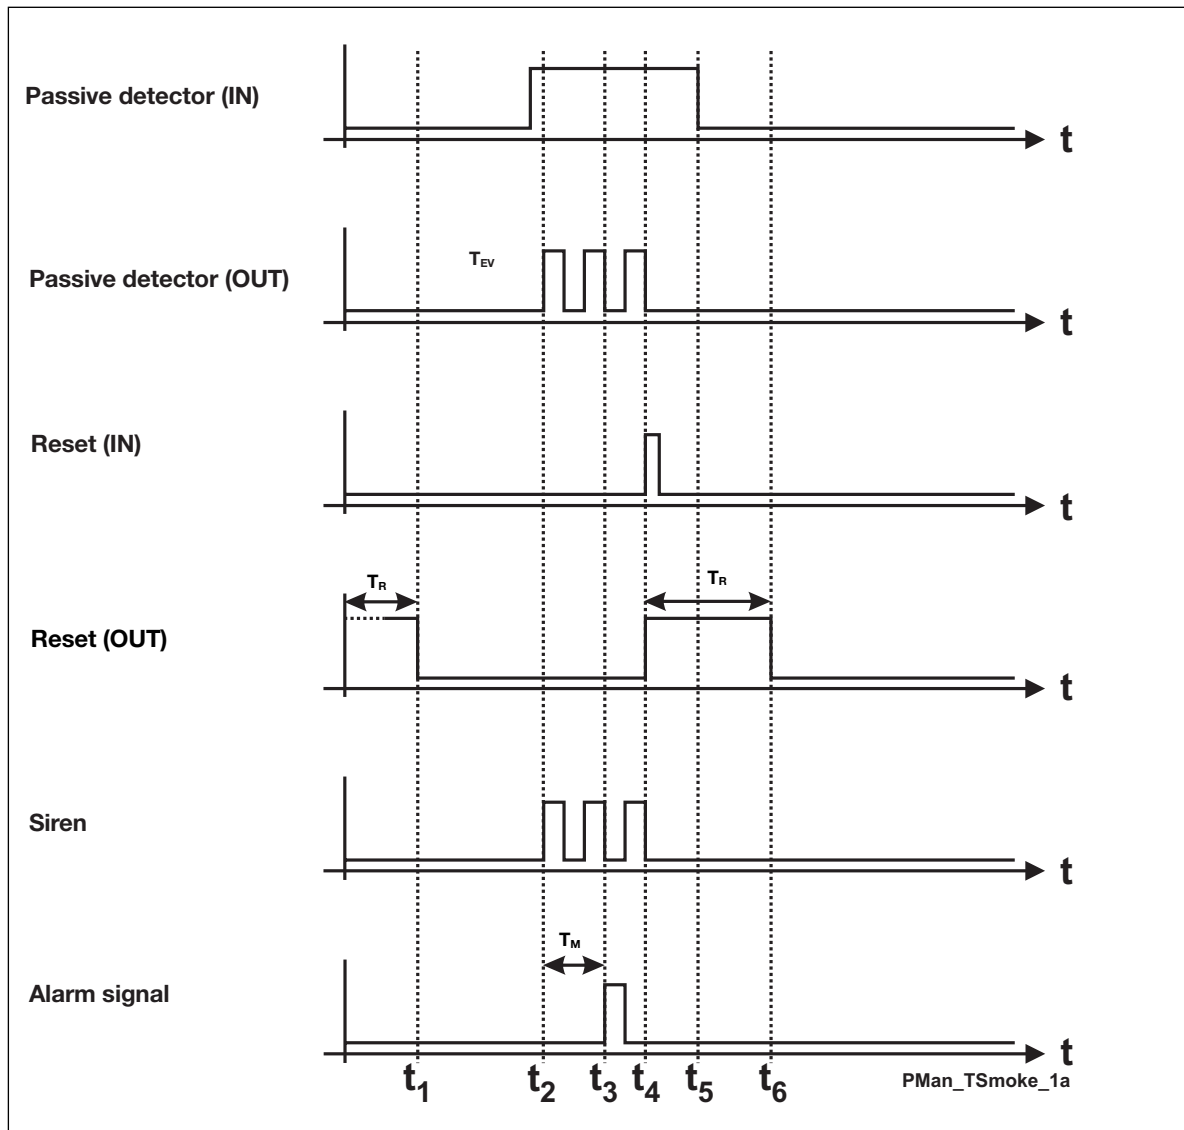 Passive detector (IN)
t
Passive detector (OUT)
TEV
t
Reset (IN)
t
TR
TR
Reset (OUT)
t
Siren
t
TM
Alarm signal
t
t1 t2 t3 t4 t5 t6
PMan_TSmoke_1a